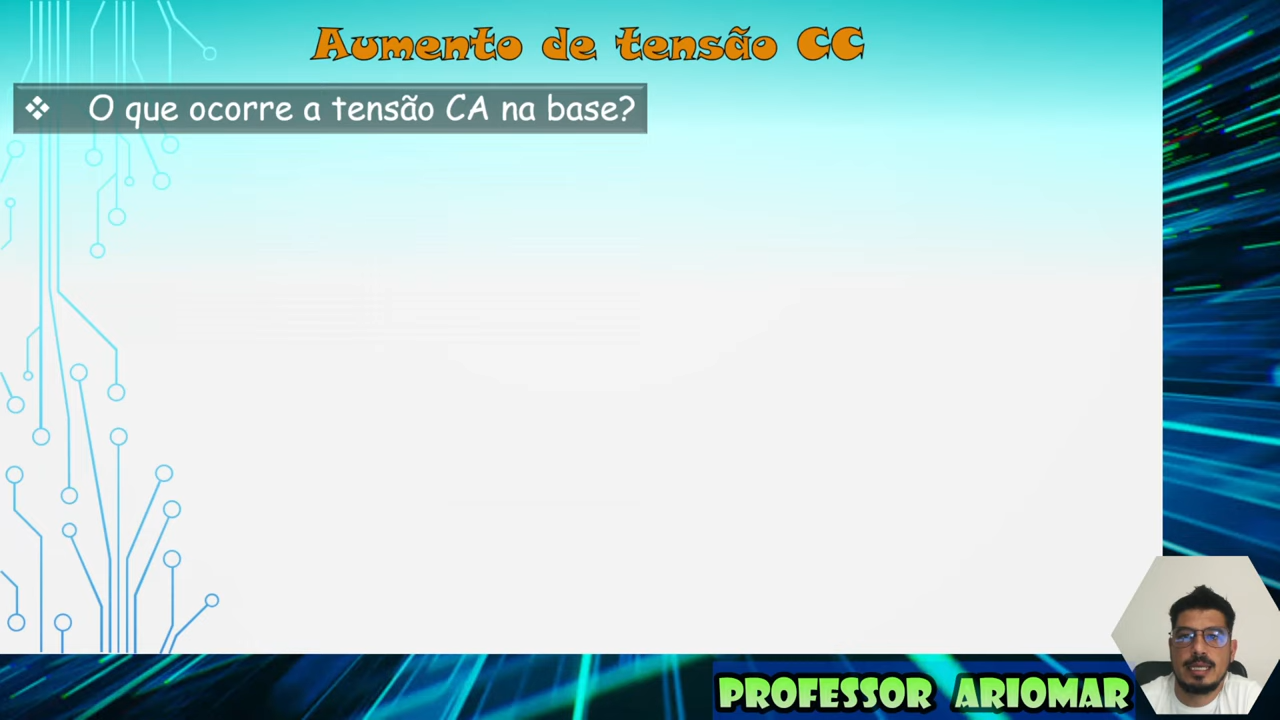 Aumento de tensão CC
❖ O que ocorre a tensão CA na base?
PROFESSOR ARIOMAR